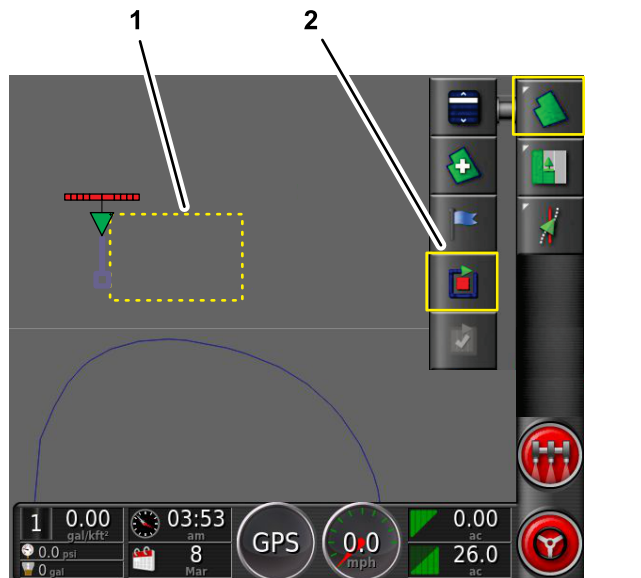 1
2
1
0.00
gal/kft²
0.0 psi
0 gal
03:53
am
8
Mar
GPS
0.0
mph
0.00
ac
26.0
ac